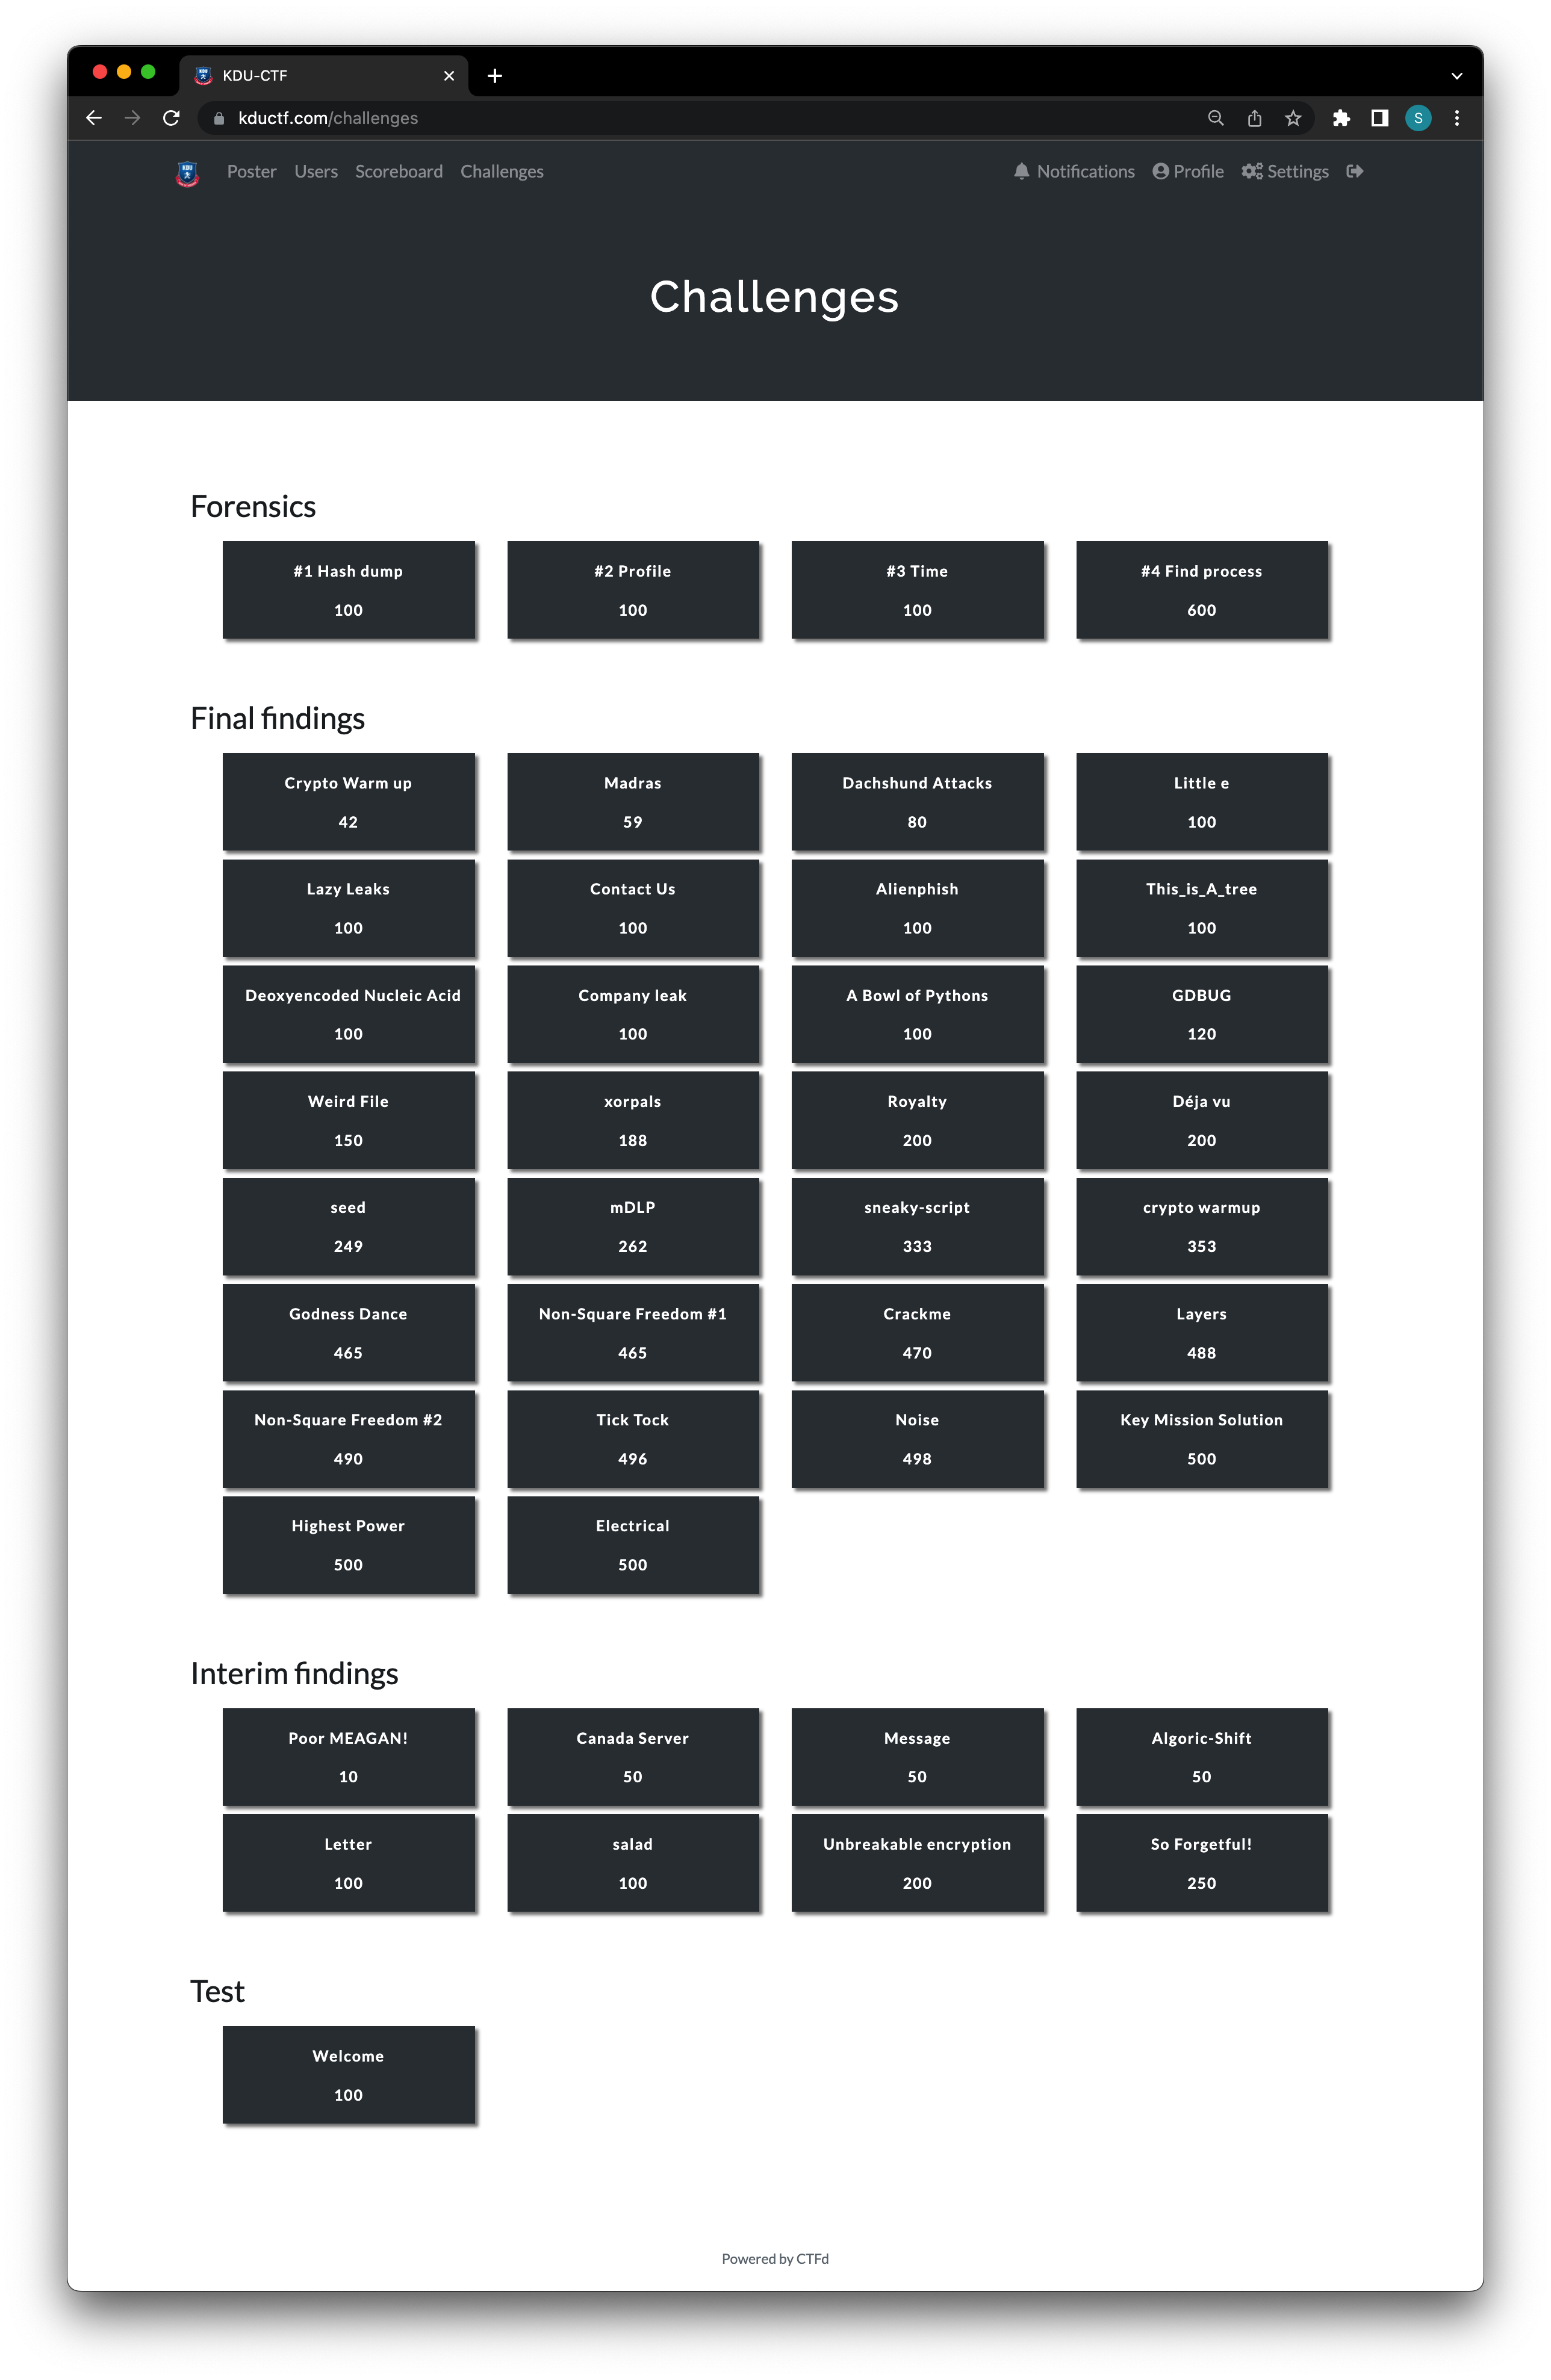 KDU-CTF
kductf.com/challenges
S
KDU
Poster Users Scoreboard Challenges Notifications Profile Settings
Challenges
Forensics
#1 Hash dump #2 Profile #3 Time #4 Find process
100 100 100 600
Final findings
Crypto Warm up Madras Dachshund Attacks Little e
42 59 80 100
Lazy Leaks Contact Us Alienphish This_is_A_tree
100 100 100 100
Deoxyencoded Nucleic Acid Company leak A Bowl of Pythons GDBUG
100 100 100 120
Weird File xorpals Royalty Déja vu
150 188 200 200
seed mDLP sneaky-script crypto warmup
249 262 333 353
Godness Dance Non-Square Freedom #1 Crackme Layers
465 465 470 488
Non-Square Freedom #2 Tick Tock Noise Key Mission Solution
490 496 498 500
Highest Power Electrical
500 500
Interim findings
Poor MEAGAN! Canada Server Message Algoric-Shift
10 50 50 50
Letter salad Unbreakable encryption So Forgetful!
100 100 200 250
Test
Welcome
100
Powered by CTFd